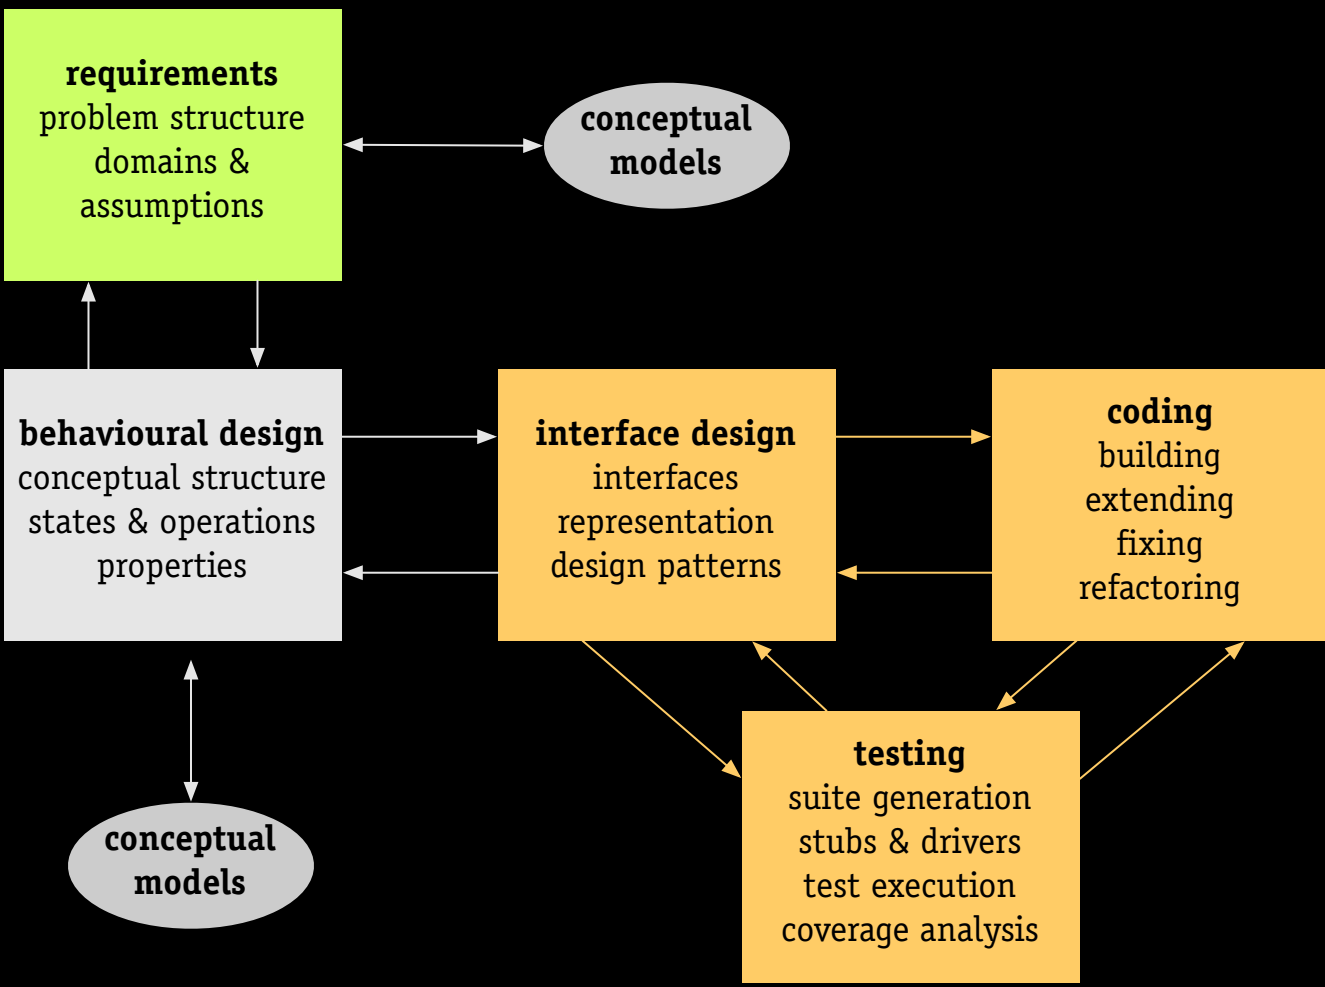 requirements
problem structure
domains &
assumptions
conceptual
models
behavioural design
conceptual structure
states & operations
properties
interface design
interfaces
representation
design patterns
coding
building
extending
fixing
refactoring
conceptual
models
testing
suite generation
stubs & drivers
test execution
coverage analysis